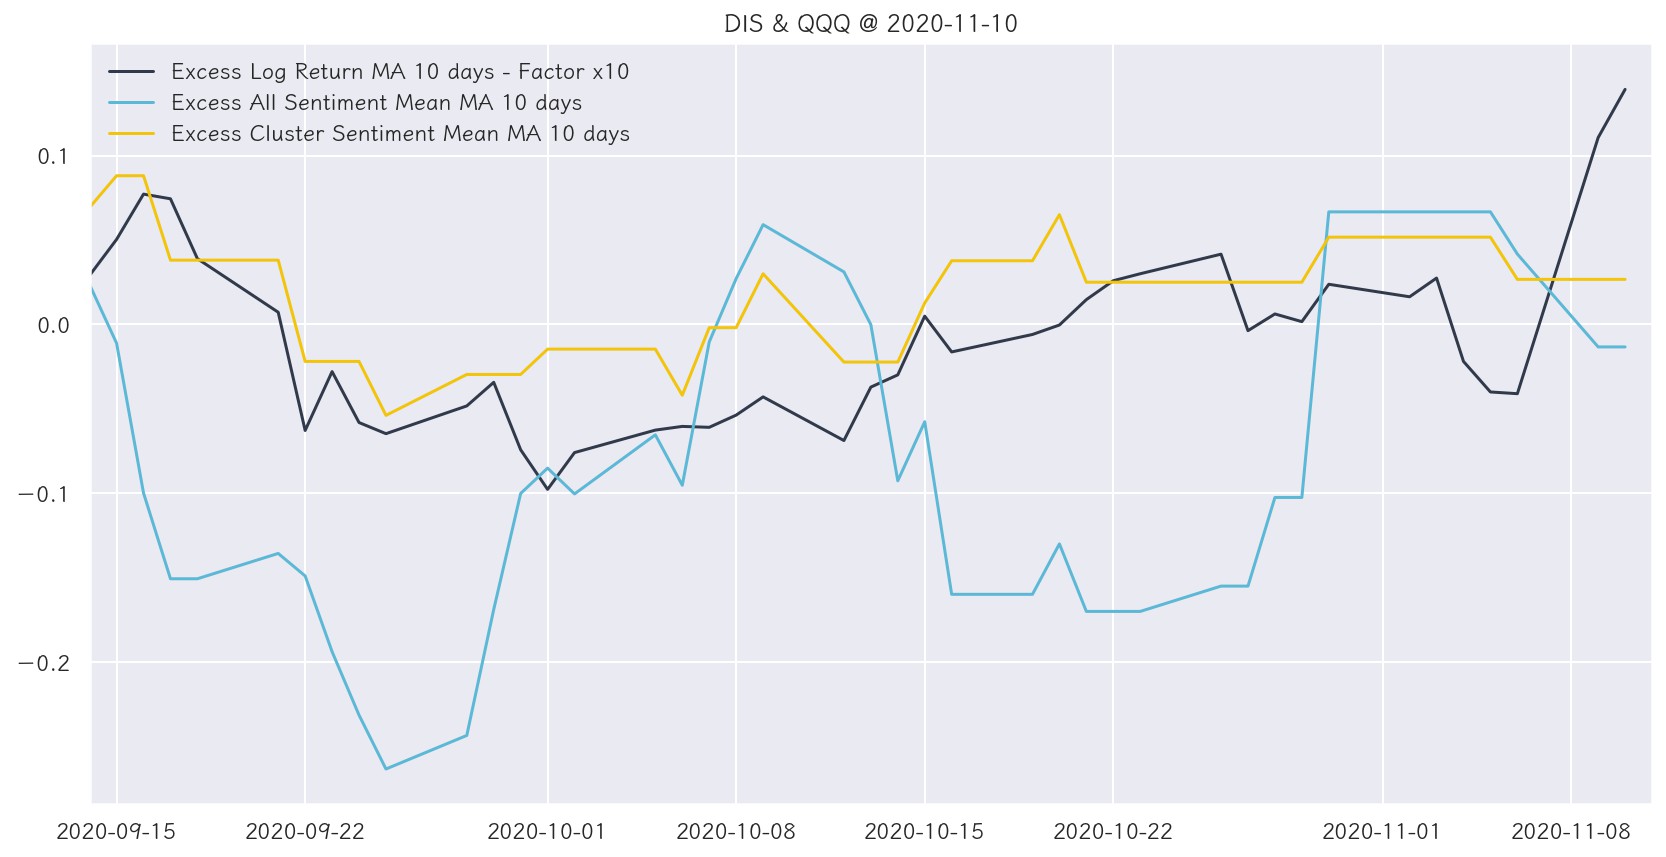 DIS & QQQ @ 2020-11-10
Excess Log Return MA 10 days - Factor x10
Excess All Sentiment Mean MA 10 days
Excess Cluster Sentiment Mean MA 10 days
0.1
0.0
−0.1
−0.2
2020-09-15 2020-09-22 2020-10-01 2020-10-08 2020-10-15 2020-10-22 2020-11-01 2020-11-08